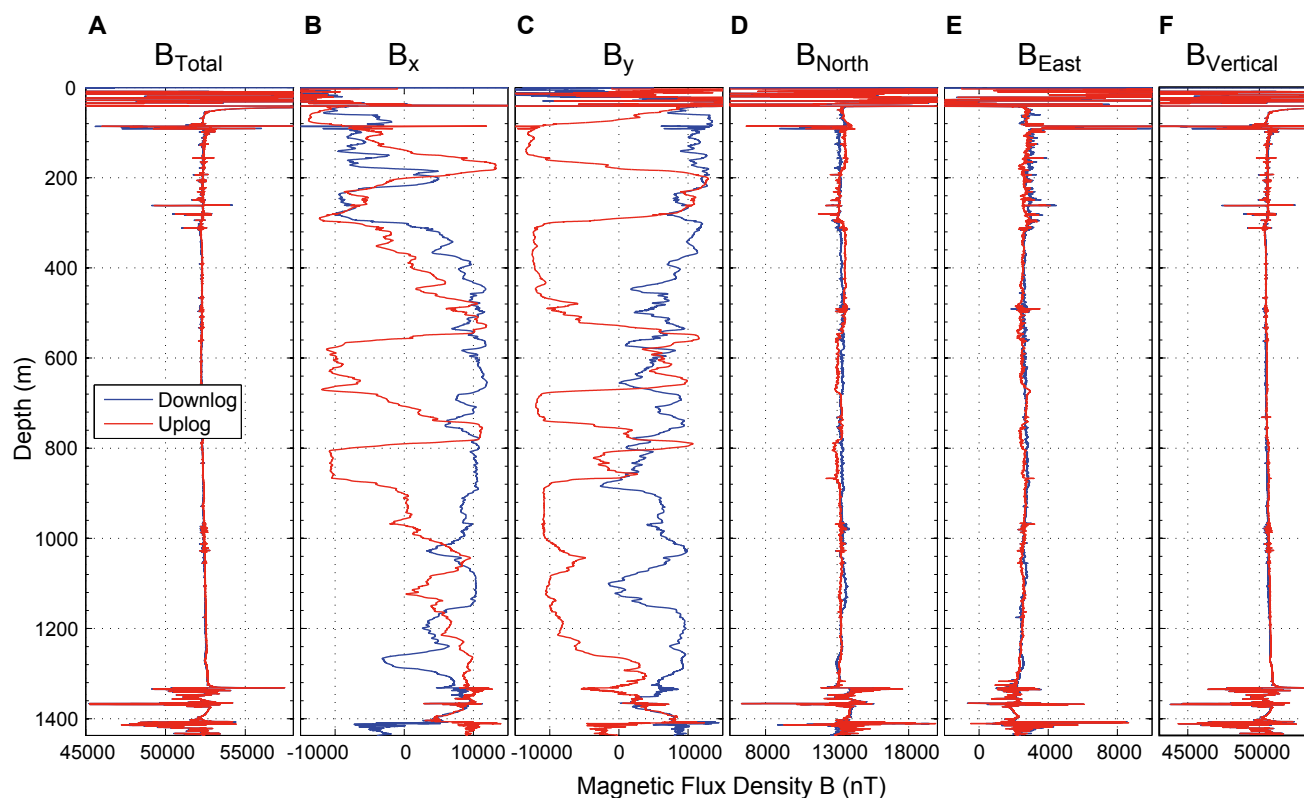 A B C D E F
B_Total B_x B_y B_North B_East B_Vertical
0
200
400
600
800
1000
1200
1400
Depth (m)
Downlog
Uplog
45000 50000 55000 -10000 0 10000 -10000 0 10000 8000 13000 18000 0 4000 8000 45000 50000
Magnetic Flux Density B (nT)